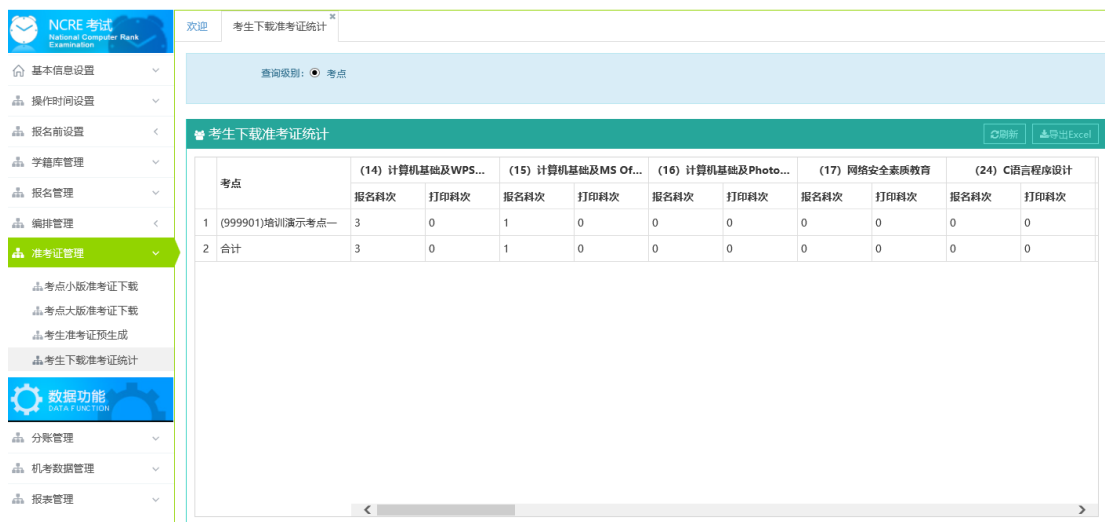 NCRE 考试
National Computer Rank
Examination
欢迎
考生下载准考证统计
基本信息设置
操作时间设置
报名前设置
学籍库管理
报名管理
编排管理
准考证管理
考点小版准考证下载
考点大版准考证下载
考生准考证预生成
考生下载准考证统计
数据功能
DATA FUNCTION
分账管理
机考数据管理
报表管理
查询级别: 考点
考生下载准考证统计
刷新 导出Excel
考点 (14) 计算机基础及WPS... (15) 计算机基础及MS Of... (16) 计算机基础及Photo... (17) 网络安全素质教育 (24) C语言程序设计
报名科次 打印科次 报名科次 打印科次 报名科次 打印科次 报名科次 打印科次 报名科次 打印科次
1 (999901)培训演示考点一 3 0 1 0 0 0 0 0 0 0
2 合计 3 0 1 0 0 0 0 0 0 0